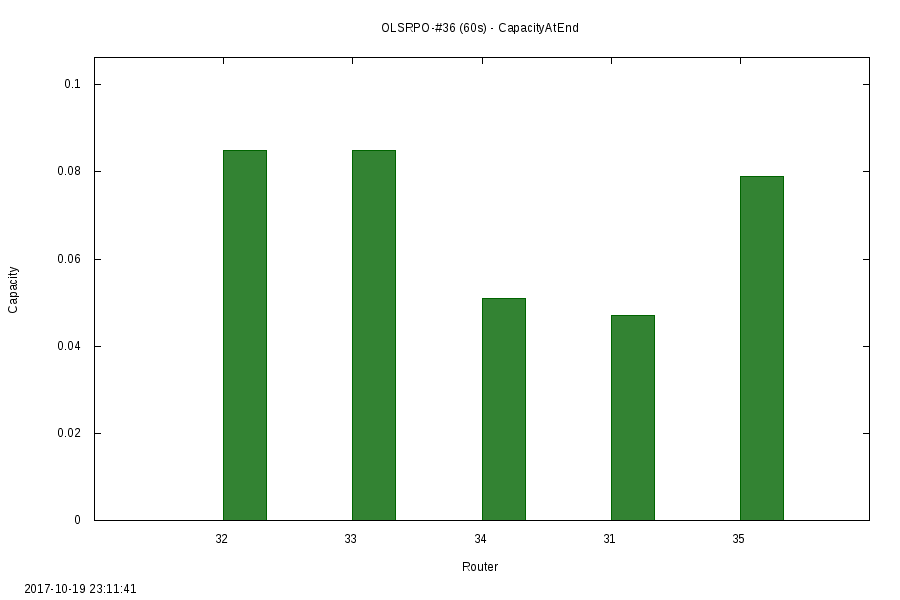 OLSRPO-#36 (60s) - CapacityAtEnd
0.1
0.08
0.06
0.04
0.02
0
Capacity
32 33 34 31 35
Router
2017-10-19 23:11:41